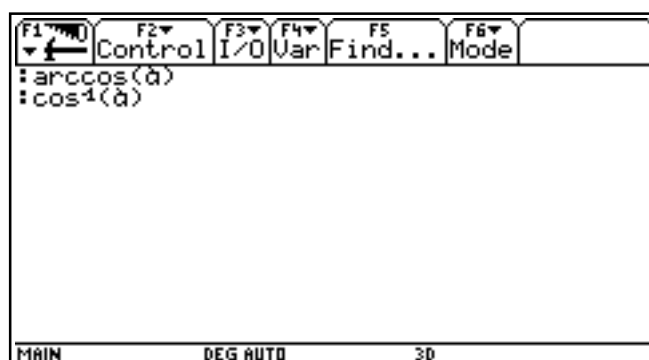 F1 F2 F3 F4 F5 F6
Control I/O Var Find... Mode
:arccos(à)
:cos⁻¹(à)
MAIN DEG AUTO 3D